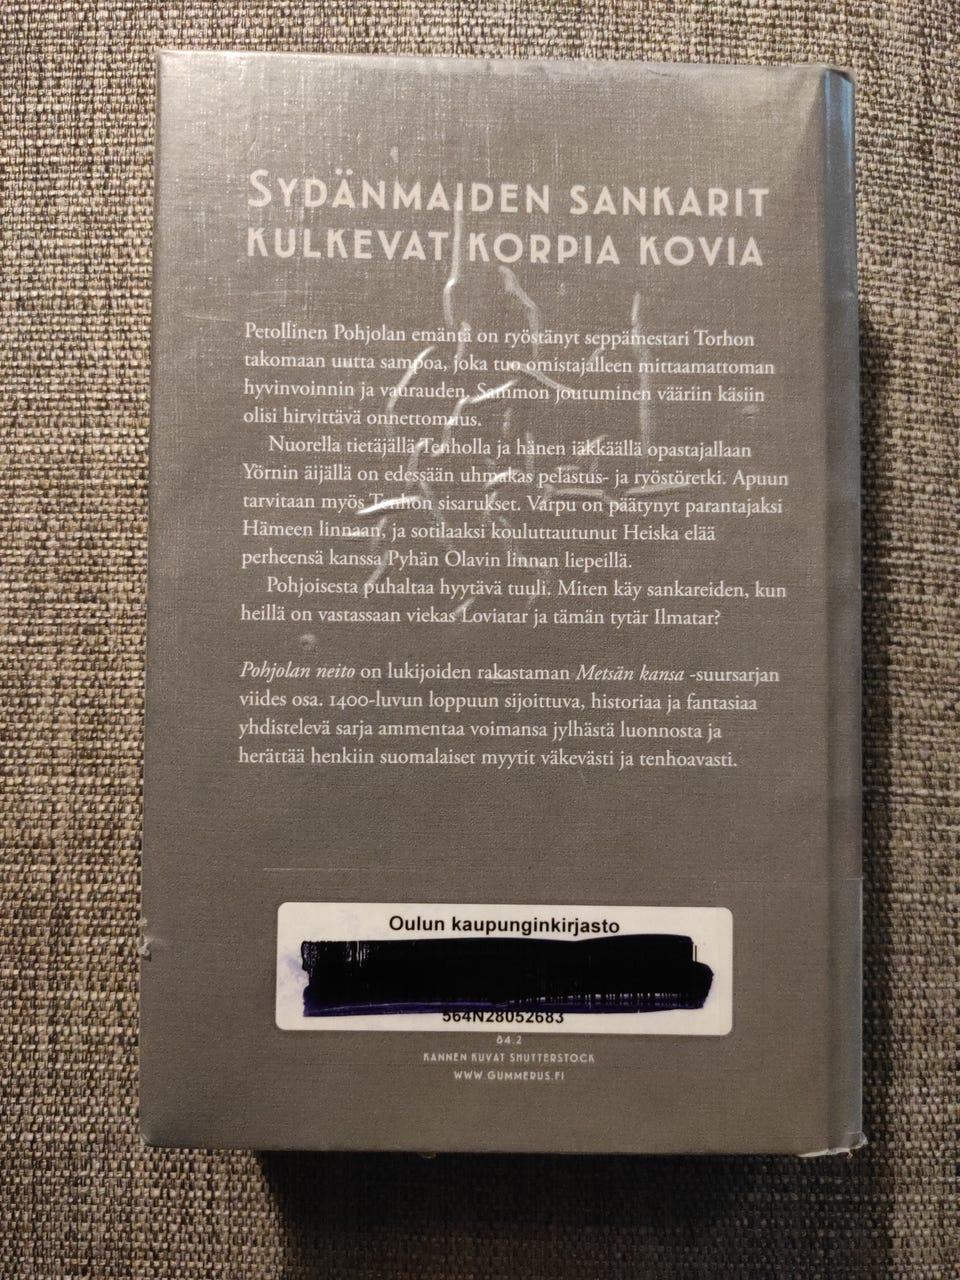 SYDÄNMAIDEN SANKARIT
KULKEVAT KORPIA KOVIA
Petollinen Pohjolan emäntä on ryöstänyt seppämestari Torhon
takomaan uutta sampoa, joka tuo omistajalleen mittaamattoman
hyvinvoinnin ja vaurauden. Sammon joutuminen vääriin käsiin
olisi hirvittävä onnettomuus.
Nuorella tietäjällä Tenholla ja hänen iäkkäällä opastajallaan
Yörnin äijällä on edessään uhmakas pelastus- ja ryöstöretki. Apuun
tarvitaan myös Tenhon sisarukset. Varpu on päätynyt parantajaksi
Hämeen linnaan, ja sotilaaksi kouluttautunut Heiska elää
perheensä kanssa Pyhän Olavin linnan liepeillä.
Pohjoisesta puhaltaa hyytävä tuuli. Miten käy sankareiden, kun
heillä on vastassaan viekas Loviatar ja tämän tytär Ilmatar?
Pohjolan neito on lukijoiden rakastaman Metsän kansa -suursarjan
viides osa. 1400-luvun loppuun sijoittuva, historiaa ja fantasiaa
yhdistelevä sarja ammentaa voimansa jylhästä luonnosta ja
herättää henkiin suomalaiset myytit väkevästi ja tenhoavasti.
Oulun kaupunginkirjasto
564N28052683
84.2
KANNEN KUVAT SHUTTERSTOCK
WWW.GUMMERUS.FI